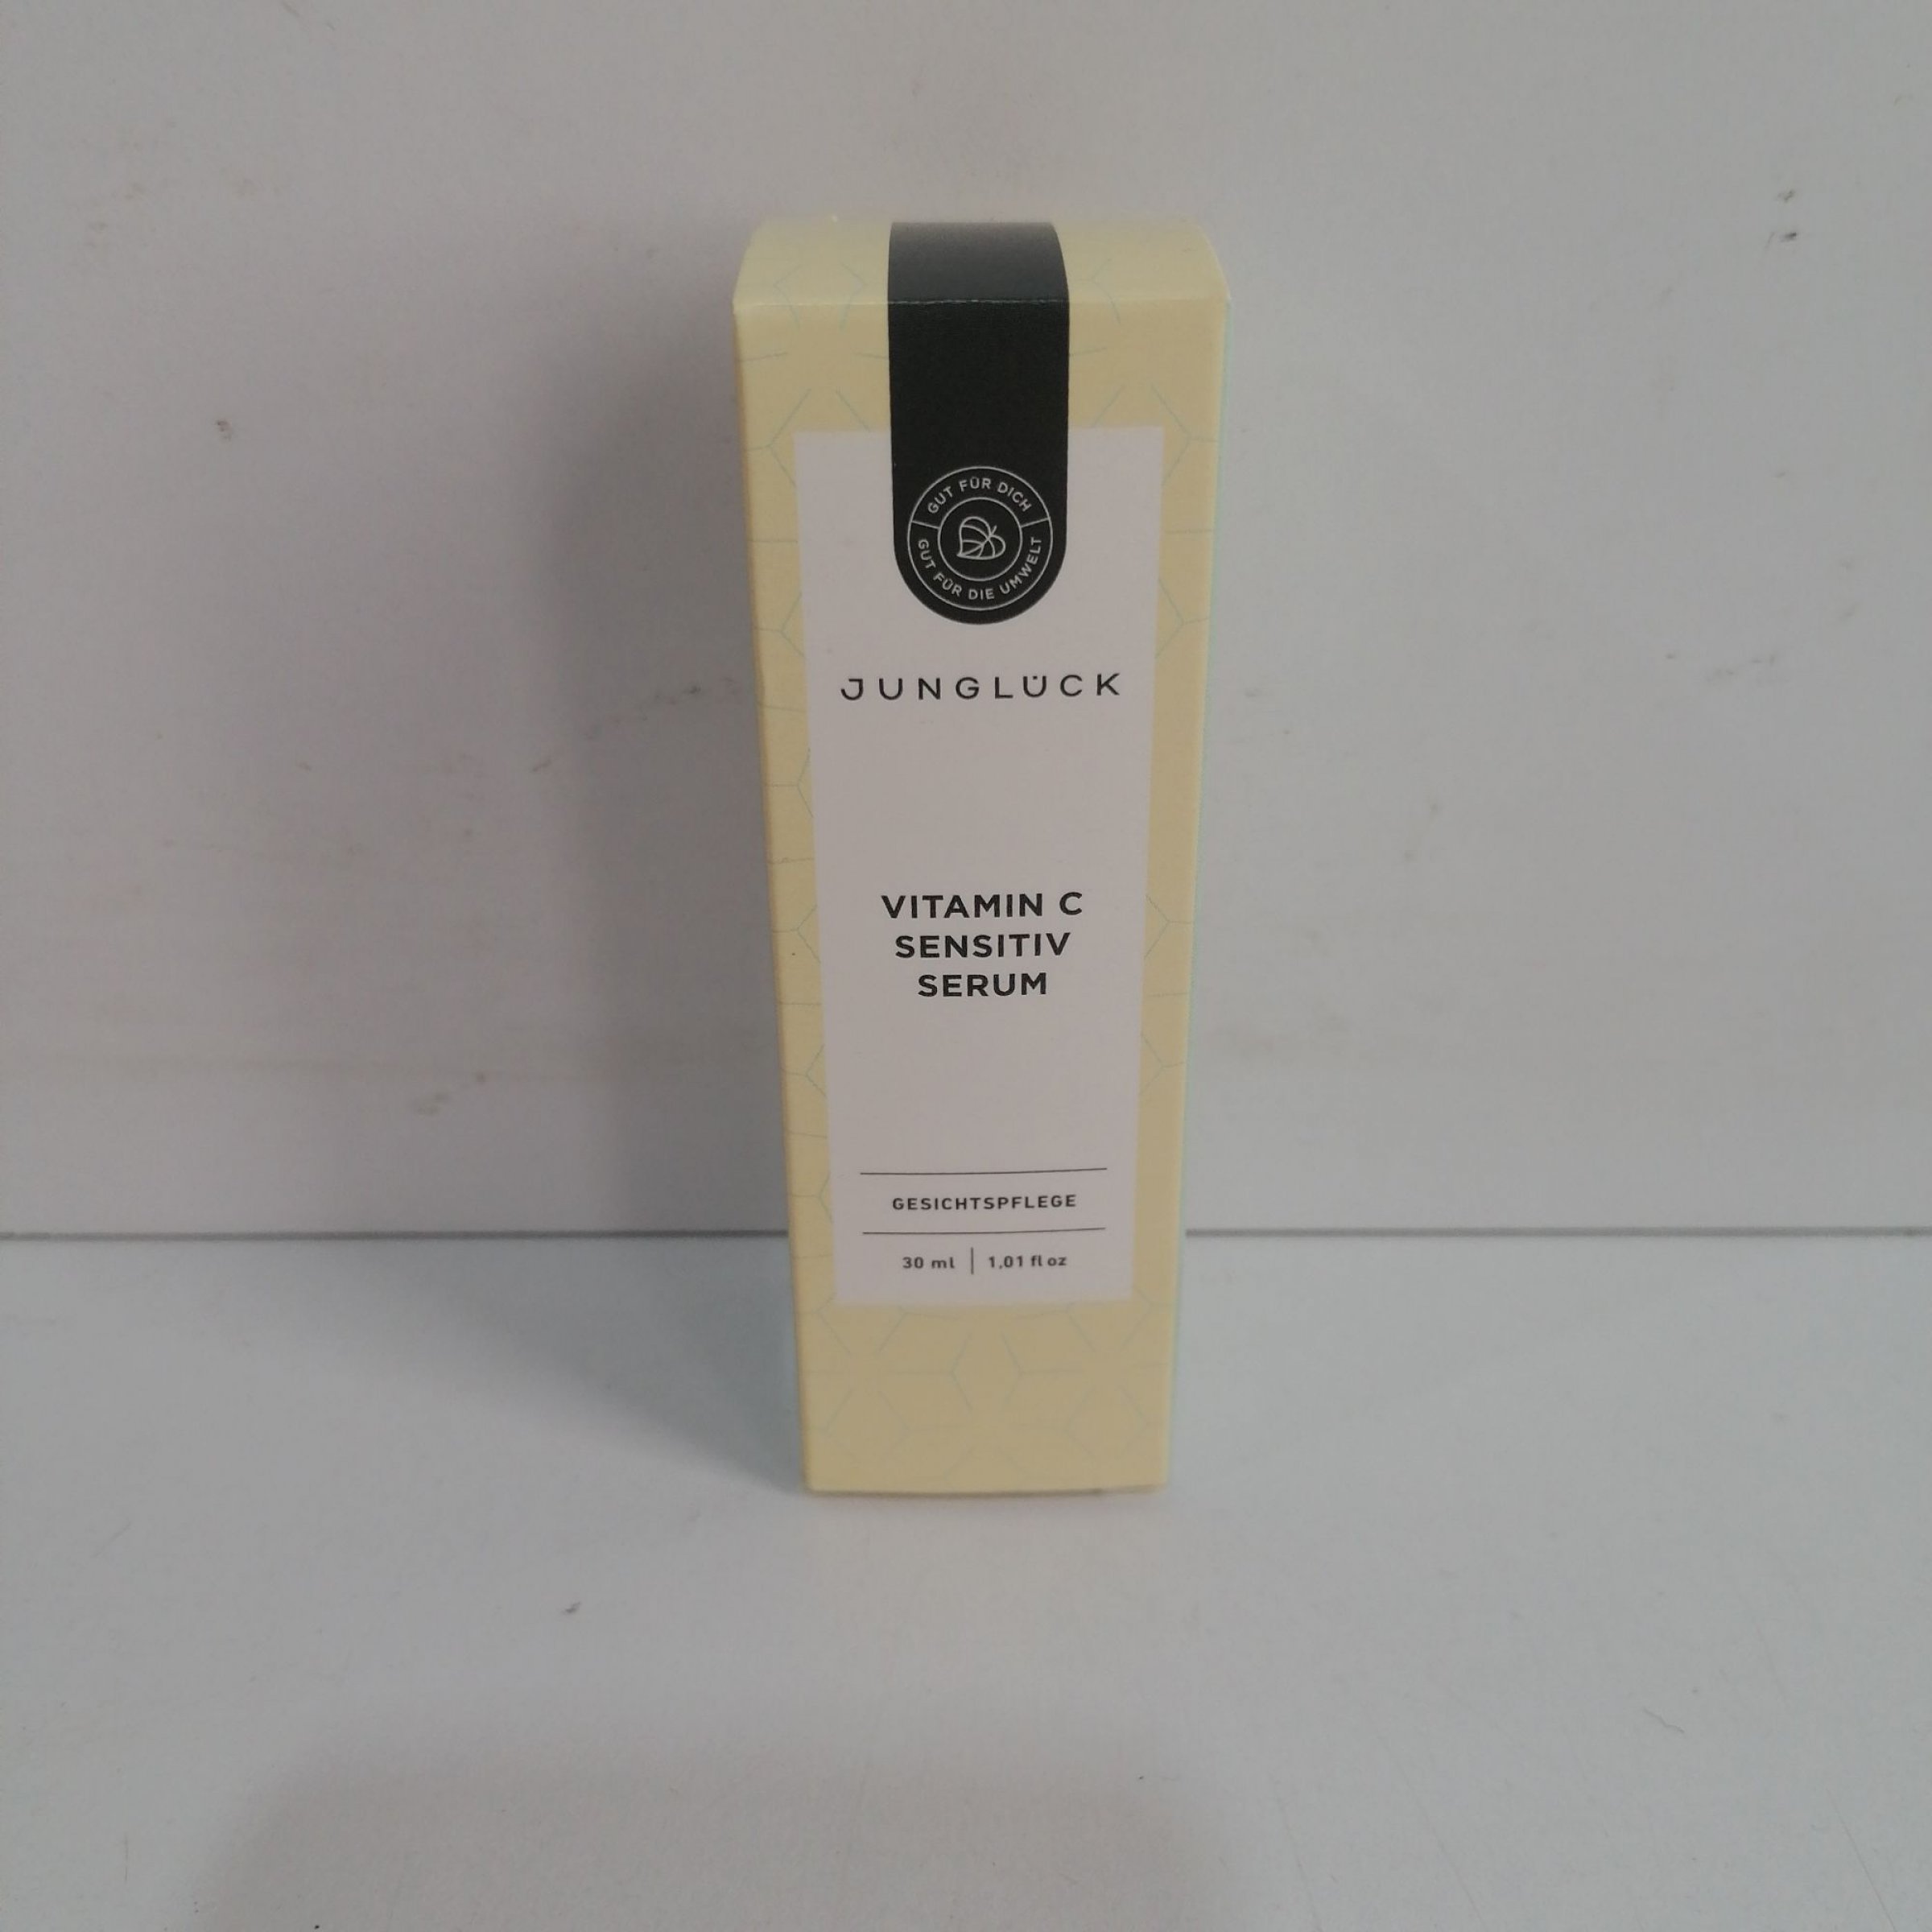 GUT FÜR DICH
GUT FÜR DIE UMWELT
JUNGLÜCK
VITAMIN C
SENSITIV
SERUM
GESICHTSPFLEGE
30 ml | 1,01 fl oz